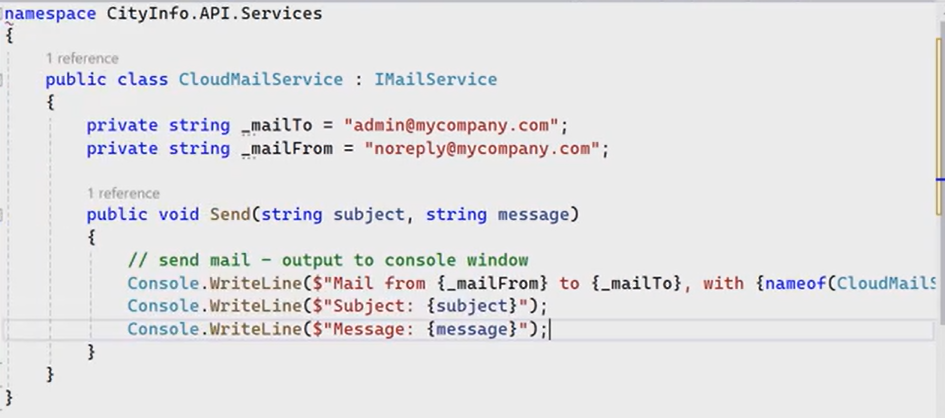 namespace CityInfo.API.Services
{
1 reference
public class CloudMailService : IMailService
{
private string _mailTo = "admin@mycompany.com";
private string _mailFrom = "noreply@mycompany.com";
1 reference
public void Send(string subject, string message)
{
// send mail - output to console window
Console.WriteLine($"Mail from {_mailFrom} to {_mailTo}, with {nameof(CloudMailS
Console.WriteLine($"Subject: {subject}");
Console.WriteLine($"Message: {message}");
}
}
}